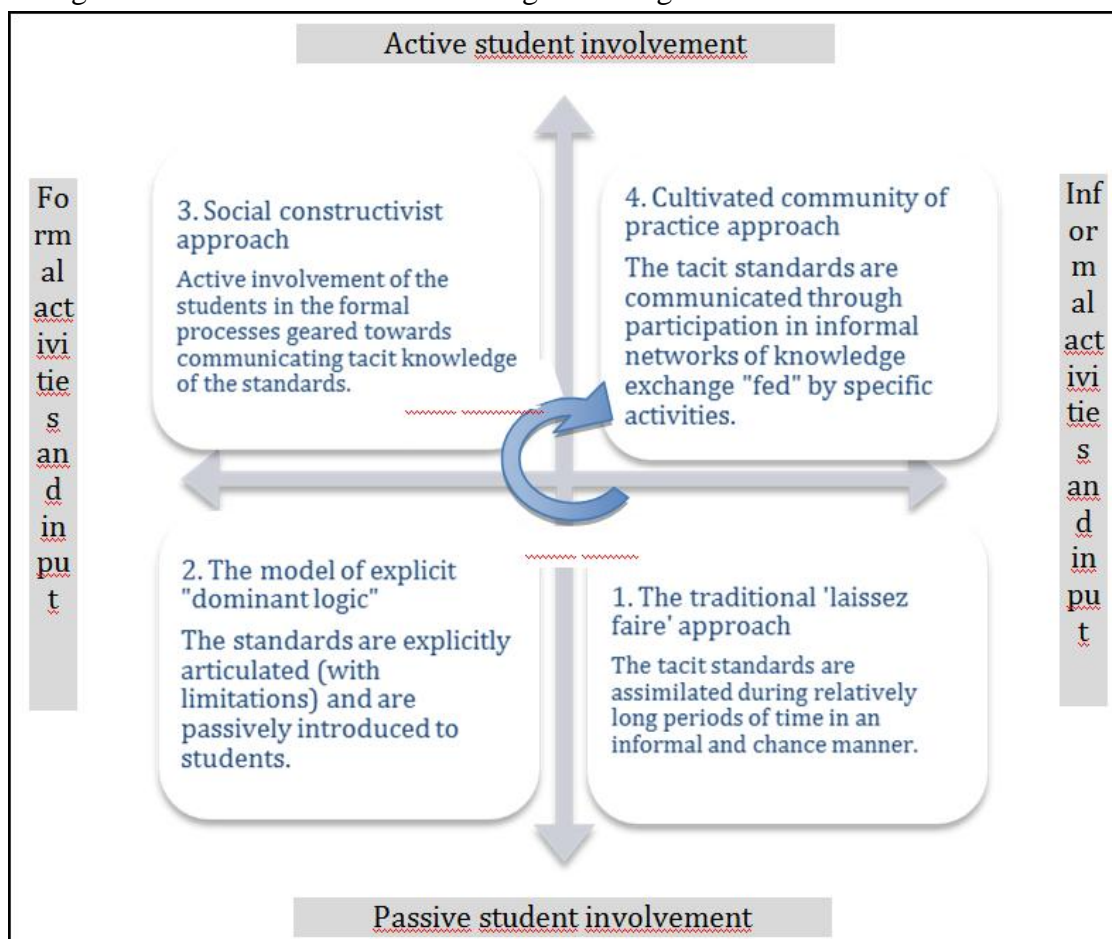 Active student involvement
Fo
rm
al
act
ivi
tie
s
an
d
in
pu
t
3. Social constructivist
approach
Active involvement of the
students in the formal
processes geared towards
communicating tacit knowledge
of the standards.
4. Cultivated community of
practice approach
The tacit standards are
communicated through
participation in informal
networks of knowledge
exchange "fed" by specific
activities.
Inf
or
m
al
act
ivi
tie
s
an
d
in
pu
t
2. The model of explicit
"dominant logic"
The standards are explicitly
articulated (with
limitations) and are
passively introduced to
students.
1. The traditional 'laissez
faire' approach
The tacit standards are
assimilated during relatively
long periods of time in an
informal and chance manner.
Passive student involvement